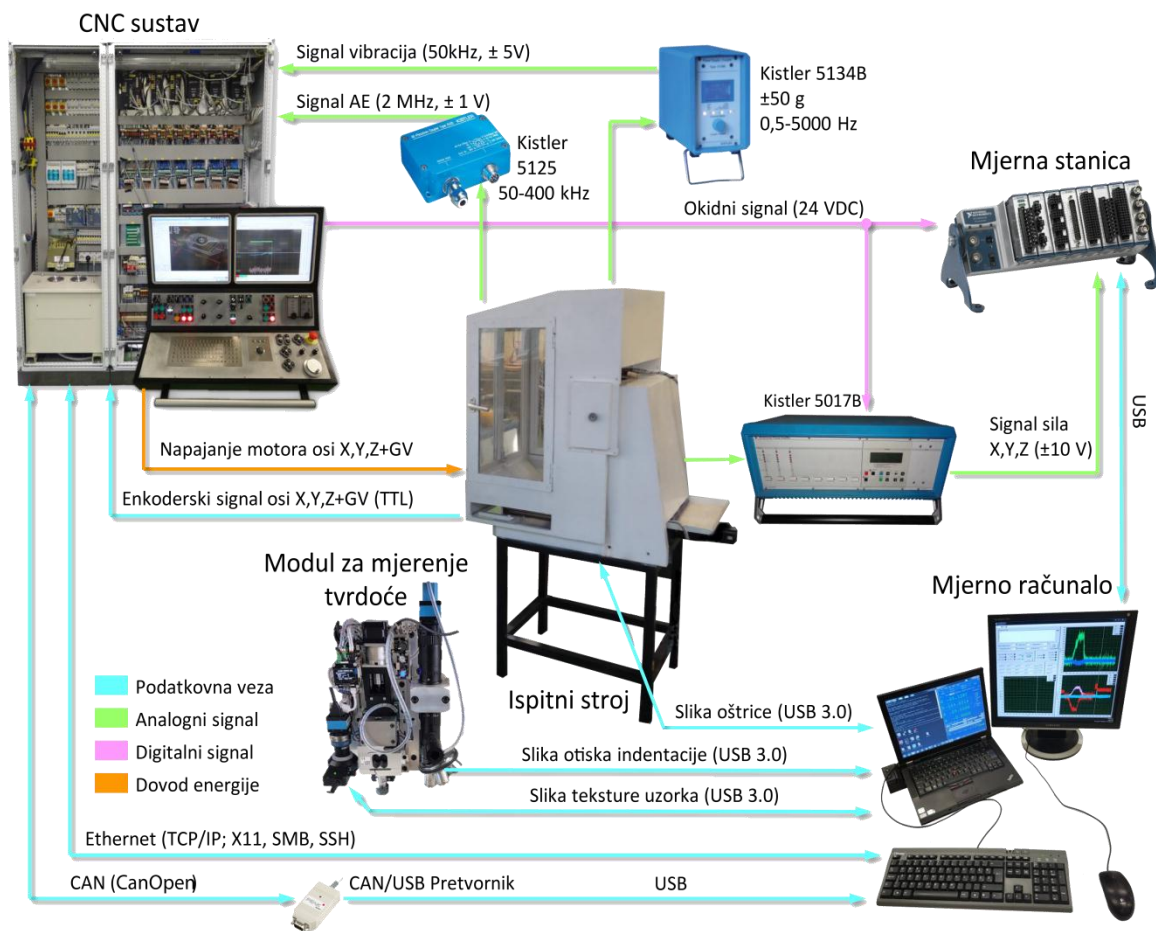 CNC sustav
Signal vibracija (50kHz, ± 5V)
Signal AE (2 MHz, ± 1 V)
Kistler 5134B
±50 g
0,5-5000 Hz
Kistler
5125
50-400 kHz
Mjerna stanica
Okidni signal (24 VDC)
Kistler 5017B
Signal sila
X,Y,Z (±10 V)
USB
Napajanje motora osi X,Y,Z+GV
Enkoderski signal osi X,Y,Z+GV (TTL)
Modul za mjerenje
tvrdoće
Mjerno računalo
Ispitni stroj
Podatkovna veza
Analogni signal
Digitalni signal
Dovod energije
Slika oštrice (USB 3.0)
Slika otiska indentacije (USB 3.0)
Slika teksture uzorka (USB 3.0)
Ethernet (TCP/IP; X11, SMB, SSH)
CAN (CanOpen)
CAN/USB Pretvornik
USB